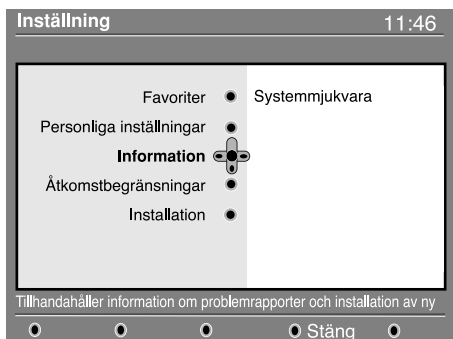 Inställning 11:46
Favoriter Systemmjukvara
Personliga inställningar
Information
Åtkomstbegränsningar
Installation
Tillhandahåller information om problemrapporter och installation av ny
Stäng